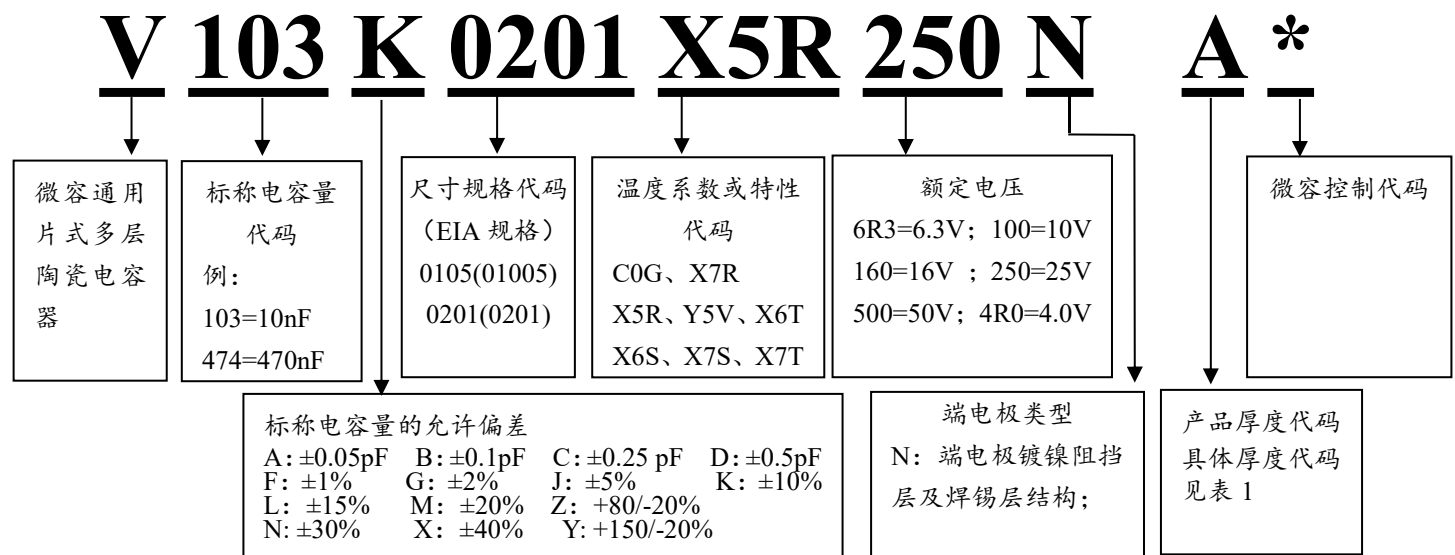 V 103 K 0201 X5R 250 N A *
微容通用
片式多层
陶瓷电容
器
标称电容量
代码
例：
103=10nF
474=470nF
尺寸规格代码
（EIA 规格）
0105(01005)
0201(0201)
温度系数或特性
代码
C0G、X7R
X5R、Y5V、X6T
X6S、X7S、X7T
额定电压
6R3=6.3V；100=10V
160=16V ；250=25V
500=50V；4R0=4.0V
微容控制代码
标称电容量的允许偏差
A：±0.05pF B：±0.1pF C：±0.25 pF D：±0.5pF
F：±1% G：±2% J：±5% K：±10%
L：±15% M：±20% Z：+80/-20%
N: ±30% X：±40% Y: +150/-20%
端电极类型
N：端电极镀镍阻挡
层及焊锡层结构；
产品厚度代码
具体厚度代码
见表 1